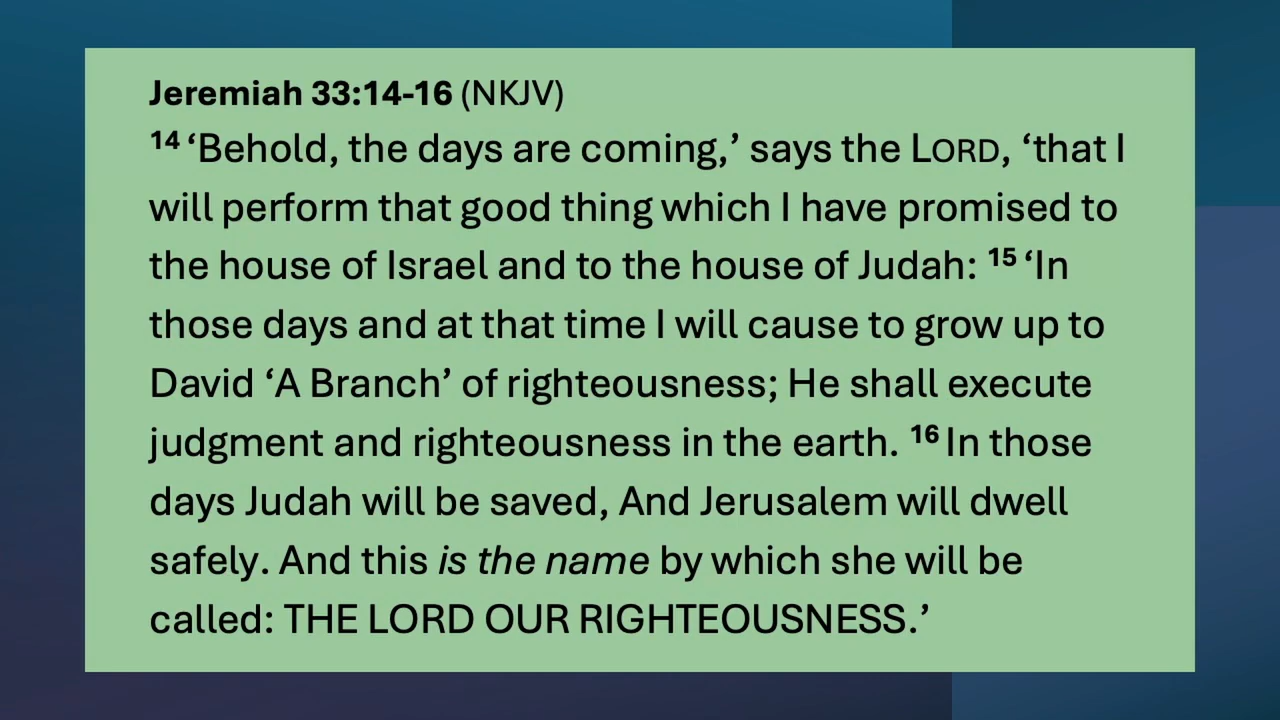 Jeremiah 33:14-16 (NKJV)
14 ‘Behold, the days are coming,’ says the LORD, ‘that I
will perform that good thing which I have promised to
the house of Israel and to the house of Judah: 15 ‘In
those days and at that time I will cause to grow up to
David ‘A Branch’ of righteousness; He shall execute
judgment and righteousness in the earth. 16 In those
days Judah will be saved, And Jerusalem will dwell
safely. And this is the name by which she will be
called: THE LORD OUR RIGHTEOUSNESS.’